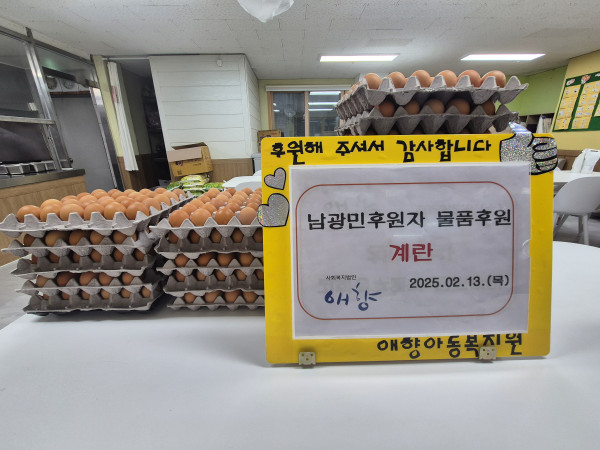 후원해 주셔서 감사합니다
남광민후원자 물품후원
계란
사회복지법인
애향
2025.02.13.(목)
애향아동복지원